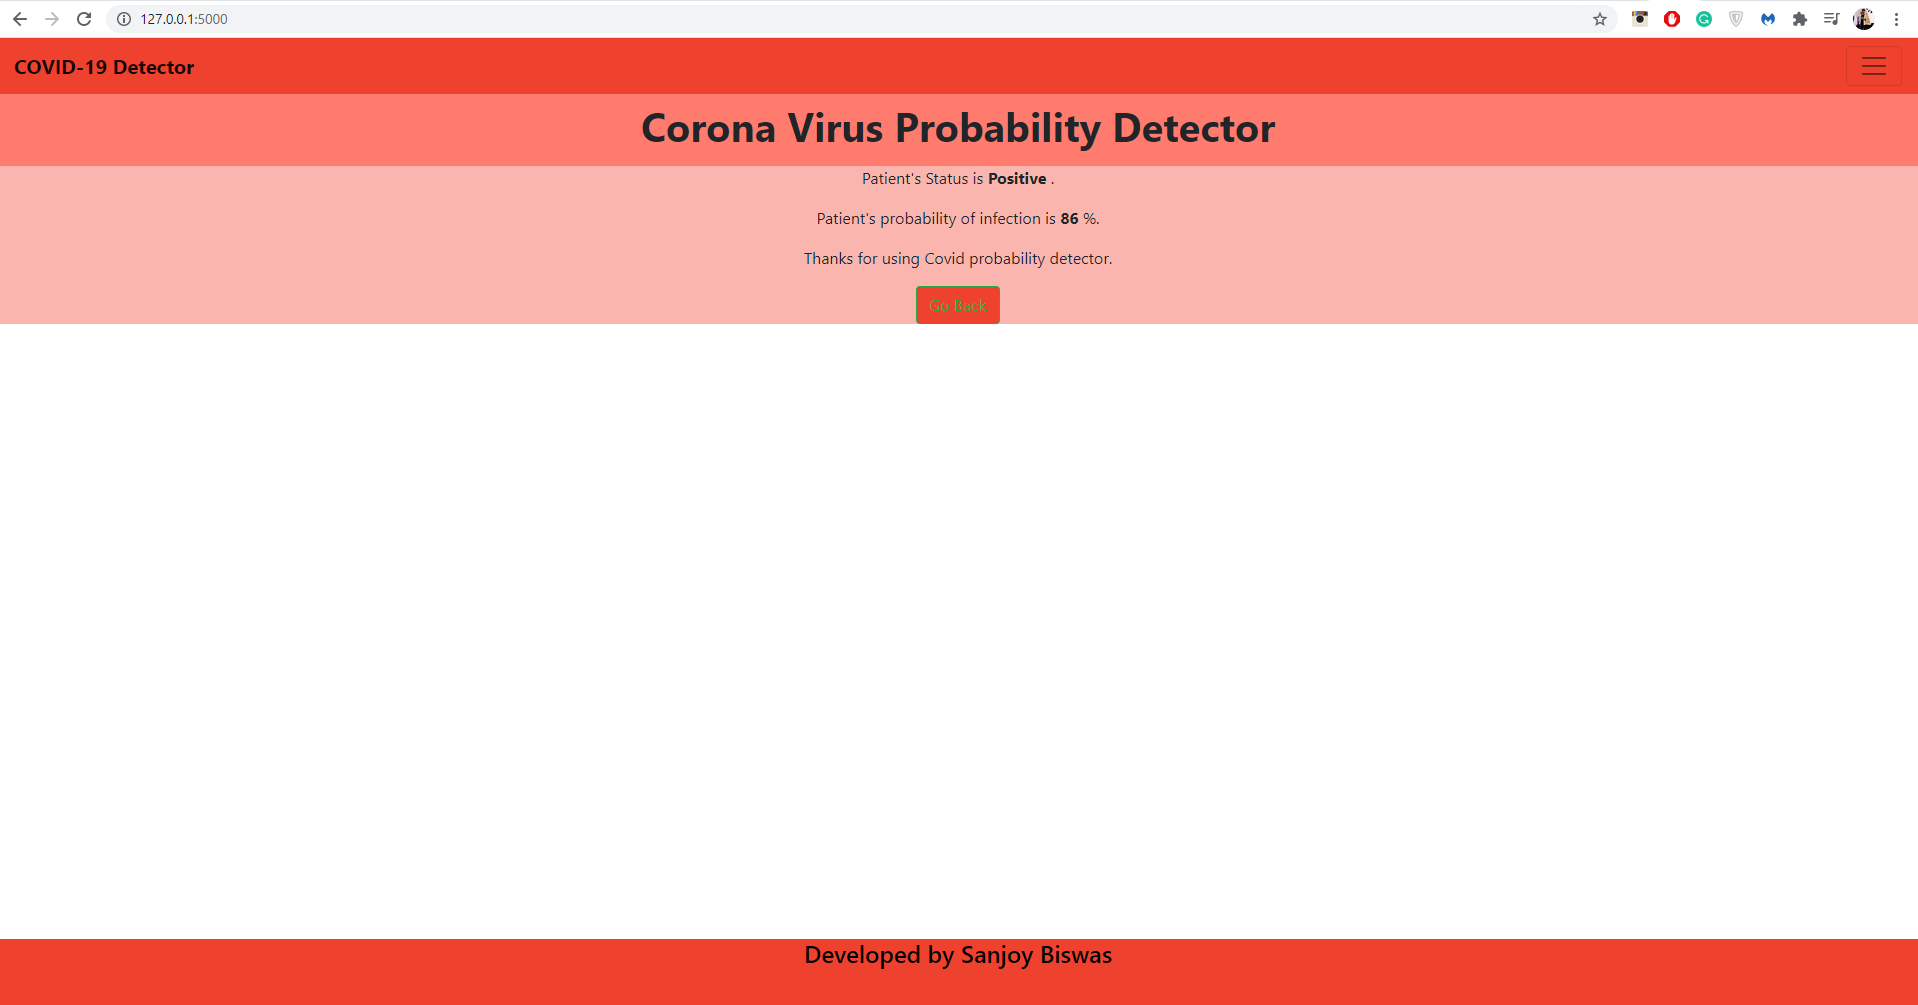 127.0.0.1:5000
COVID-19 Detector
Corona Virus Probability Detector
Patient's Status is Positive .
Patient's probability of infection is 86 %.
Thanks for using Covid probability detector.
Go Back
Developed by Sanjoy Biswas